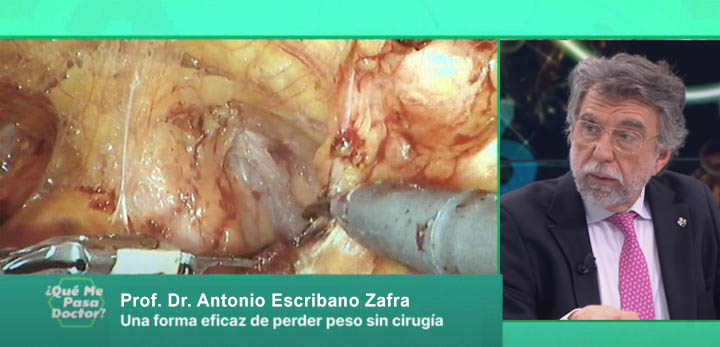 ¿Qué Me
Pasa
Doctor?
Prof. Dr. Antonio Escribano Zafra
Una forma eficaz de perder peso sin cirugía